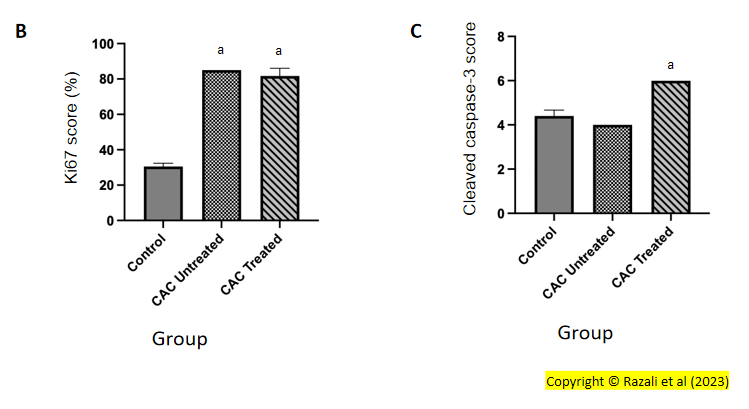 B
Ki67 score (%)
100
80
60
40
20
0
a
a
Control
CAC Untreated
CAC Treated
Group
C
Cleaved caspase-3 score
8
6
4
2
0
a
Control
CAC Untreated
CAC Treated
Group
Copyright © Razali et al (2023)